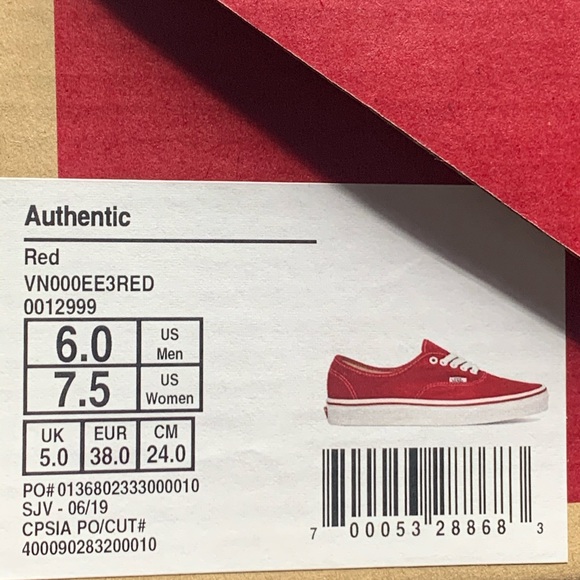 Authentic
Red
VN000EE3RED
0012999
6.0 US Men
7.5 US Women
UK EUR CM
5.0 38.0 24.0
PO# 0136802333000010
SJV - 06/19
CPSIA PO/CUT#
400090283200010
7 00053 28868 3